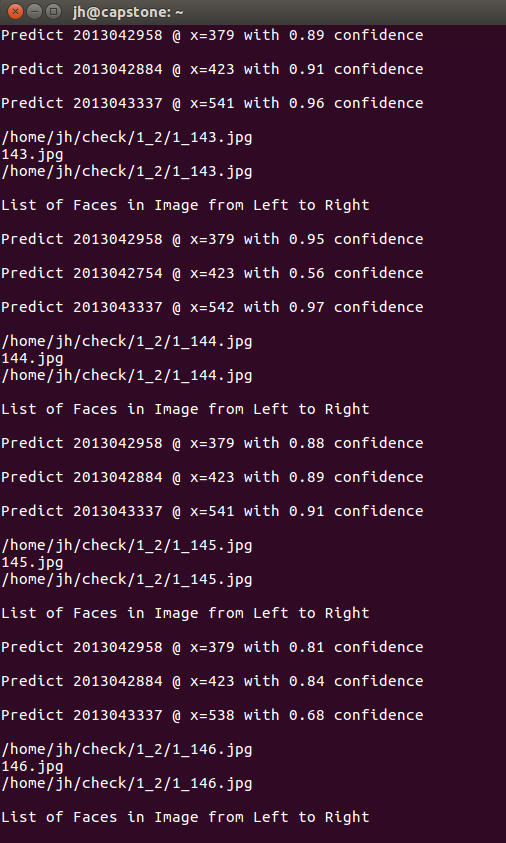 jh@capstone: ~
Predict 2013042958 @ x=379 with 0.89 confidence
Predict 2013042884 @ x=423 with 0.91 confidence
Predict 2013043337 @ x=541 with 0.96 confidence
/home/jh/check/1_2/1_143.jpg
143.jpg
/home/jh/check/1_2/1_143.jpg
List of Faces in Image from Left to Right
Predict 2013042958 @ x=379 with 0.95 confidence
Predict 2013042754 @ x=423 with 0.56 confidence
Predict 2013043337 @ x=542 with 0.97 confidence
/home/jh/check/1_2/1_144.jpg
144.jpg
/home/jh/check/1_2/1_144.jpg
List of Faces in Image from Left to Right
Predict 2013042958 @ x=379 with 0.88 confidence
Predict 2013042884 @ x=423 with 0.89 confidence
Predict 2013043337 @ x=541 with 0.91 confidence
/home/jh/check/1_2/1_145.jpg
145.jpg
/home/jh/check/1_2/1_145.jpg
List of Faces in Image from Left to Right
Predict 2013042958 @ x=379 with 0.81 confidence
Predict 2013042884 @ x=423 with 0.84 confidence
Predict 2013043337 @ x=538 with 0.68 confidence
/home/jh/check/1_2/1_146.jpg
146.jpg
/home/jh/check/1_2/1_146.jpg
List of Faces in Image from Left to Right